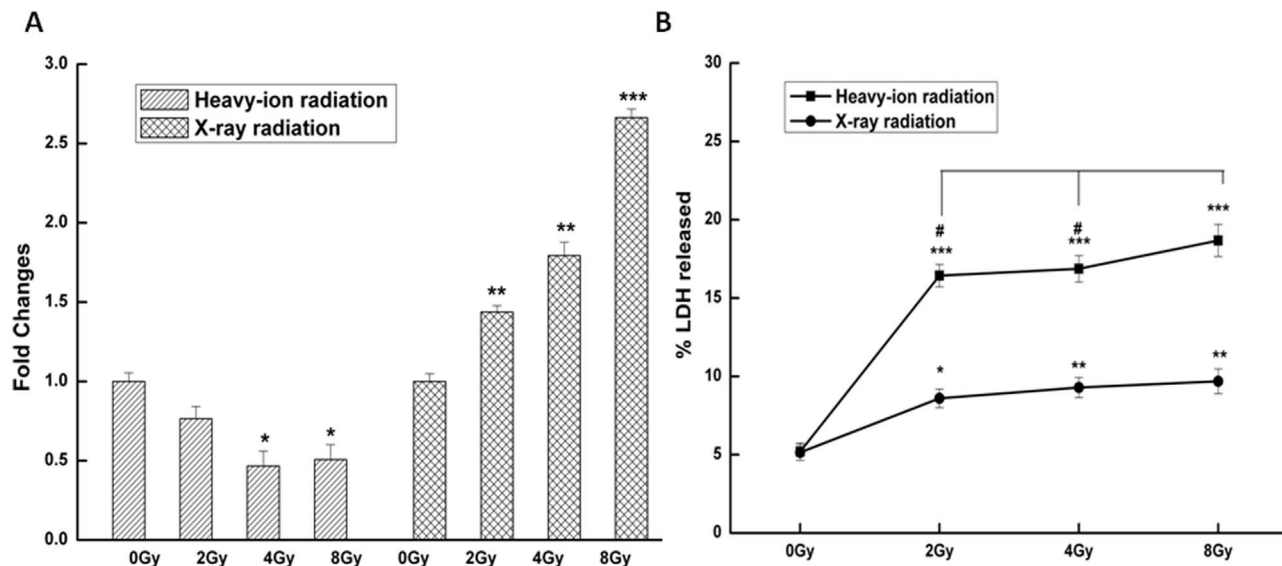 A
Fold Changes
3.0
2.5
2.0
1.5
1.0
0.5
0.0
Heavy-ion radiation
X-ray radiation
*
*
**
**
***
0Gy 2Gy 4Gy 8Gy 0Gy 2Gy 4Gy 8Gy
B
% LDH released
30
25
20
15
10
5
0
Heavy-ion radiation
X-ray radiation
#
***
#
***
***
*
**
**
0Gy 2Gy 4Gy 8Gy